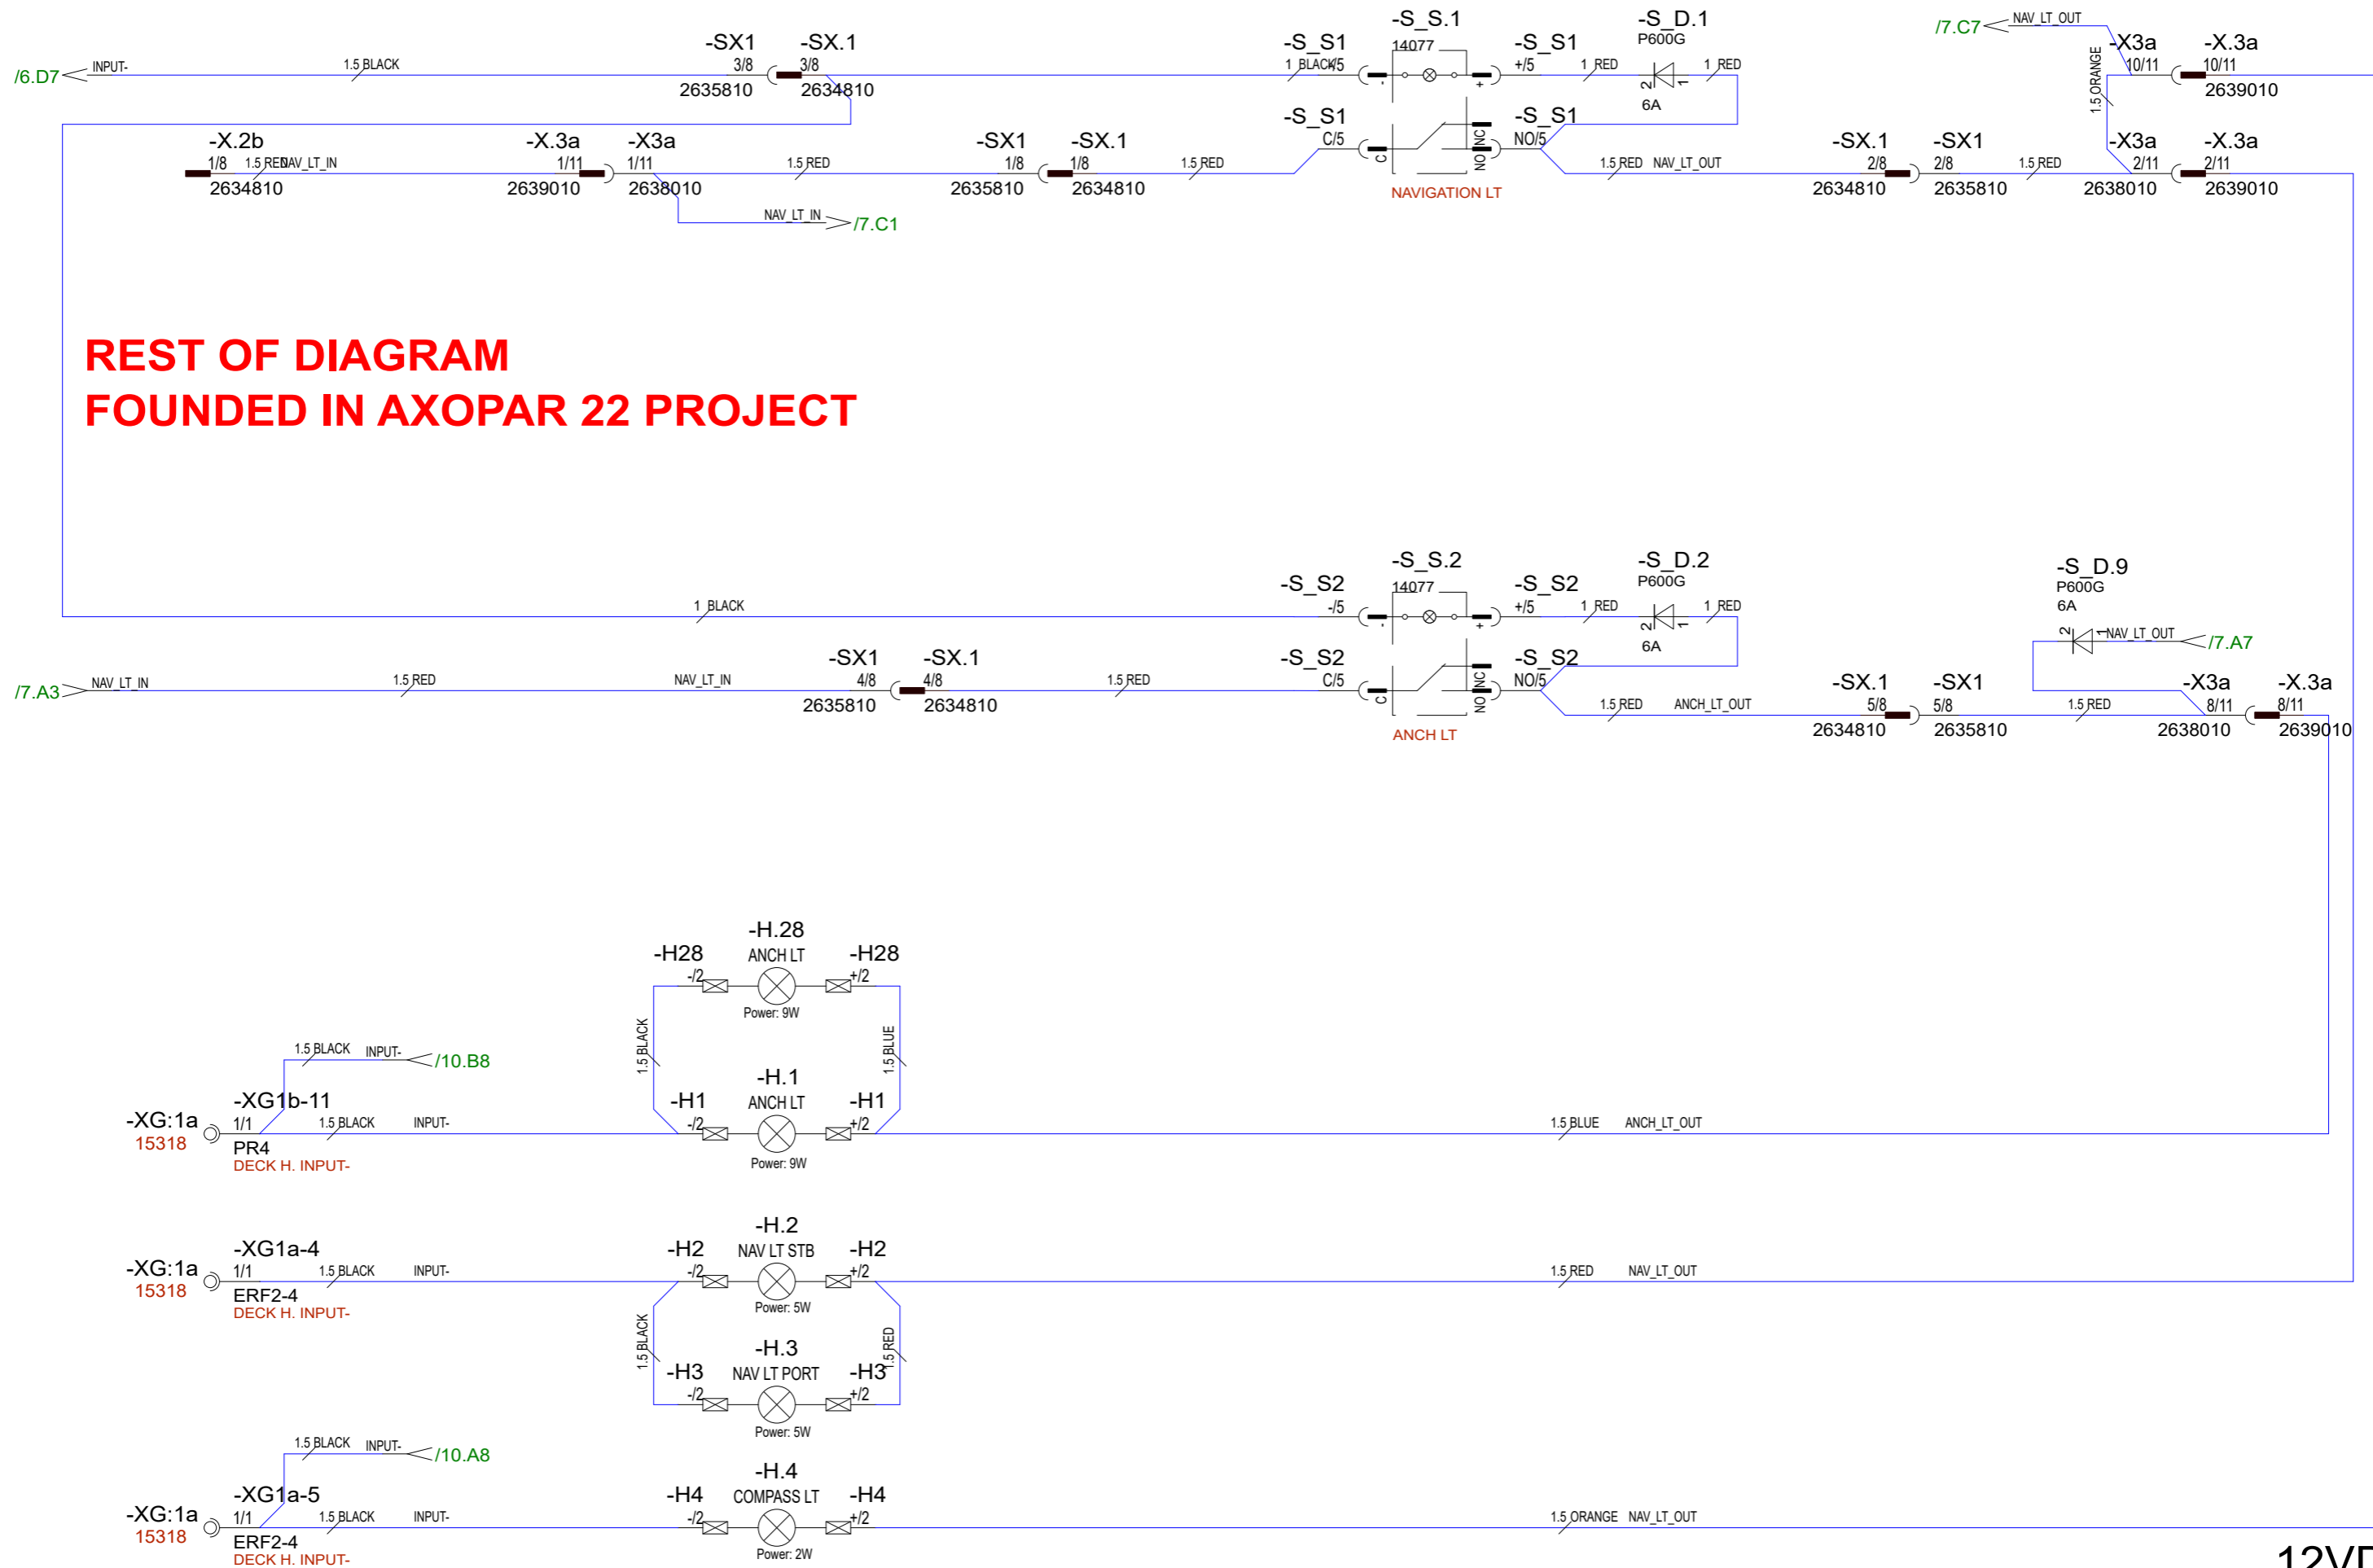 -S_S.1
-S_D.1
NAV_LT_OUT
/7.C7
-SX1
-SX.1
-S_S1
14077
-S_S1
P600G
-X3a
-X.3a
/6.D7
INPUT-
1.5 BLACK
3/8
3/8
1 BLACK
-/5
+/5
1 RED
1 RED
10/11
10/11
2635810
2634810
-
+
2
1
6A
1.5 ORANGE
2639010
-X.2b
-X.3a
-X3a
-SX1
-SX.1
-S_S1
-S_S1
-SX.1
-SX1
-X3a
-X.3a
1/8
1.5 RED
NAV_LT_IN
1/11
1/11
1.5 RED
1/8
1/8
1.5 RED
C/5
C
NO
NC
NO/5
1.5 RED
NAV_LT_OUT
2/8
2/8
1.5 RED
2/11
2/11
2634810
2639010
2638010
2635810
2634810
NAVIGATION LT
2634810
2635810
2638010
2639010
NAV_LT_IN
/7.C1
REST OF DIAGRAM
FOUNDED IN AXOPAR 22 PROJECT
-S_S.2
-S_D.2
-S_D.9
-S_S2
14077
-S_S2
P600G
P600G
1 BLACK
-/5
+/5
1 RED
1 RED
6A
-
+
2
1
6A
2
1
NAV_LT_OUT
/7.A7
-SX1
-SX.1
-S_S2
-S_S2
-SX.1
-SX1
-X3a
-X.3a
/7.A3
NAV_LT_IN
1.5 RED
NAV_LT_IN
4/8
4/8
1.5 RED
C/5
C
NO
NC
NO/5
1.5 RED
ANCH_LT_OUT
5/8
5/8
1.5 RED
8/11
8/11
2635810
2634810
ANCH LT
2634810
2635810
2638010
2639010
-H.28
-H28
ANCH LT
-H28
-/2
+/2
Power: 9W
1.5 BLACK
1.5 BLUE
1.5 BLACK
INPUT-
/10.B8
-H.1
-XG1b-11
-H1
ANCH LT
-H1
-XG:1a
1/1
1.5 BLACK
INPUT-
-/2
+/2
1.5 BLUE
ANCH_LT_OUT
15318
PR4
Power: 9W
DECK H. INPUT-
-H.2
-XG1a-4
-H2
NAV LT STB
-H2
-XG:1a
1/1
1.5 BLACK
INPUT-
-/2
+/2
1.5 RED
NAV_LT_OUT
15318
ERF2-4
Power: 5W
DECK H. INPUT-
1.5 BLACK
1.5 RED
-H.3
-H3
NAV LT PORT
-H3
-/2
+/2
Power: 5W
1.5 BLACK
INPUT-
/10.A8
-H.4
-XG1a-5
-H4
COMPASS LT
-H4
-XG:1a
1/1
1.5 BLACK
INPUT-
-/2
+/2
1.5 ORANGE
NAV_LT_OUT
15318
ERF2-4
Power: 2W
DECK H. INPUT-